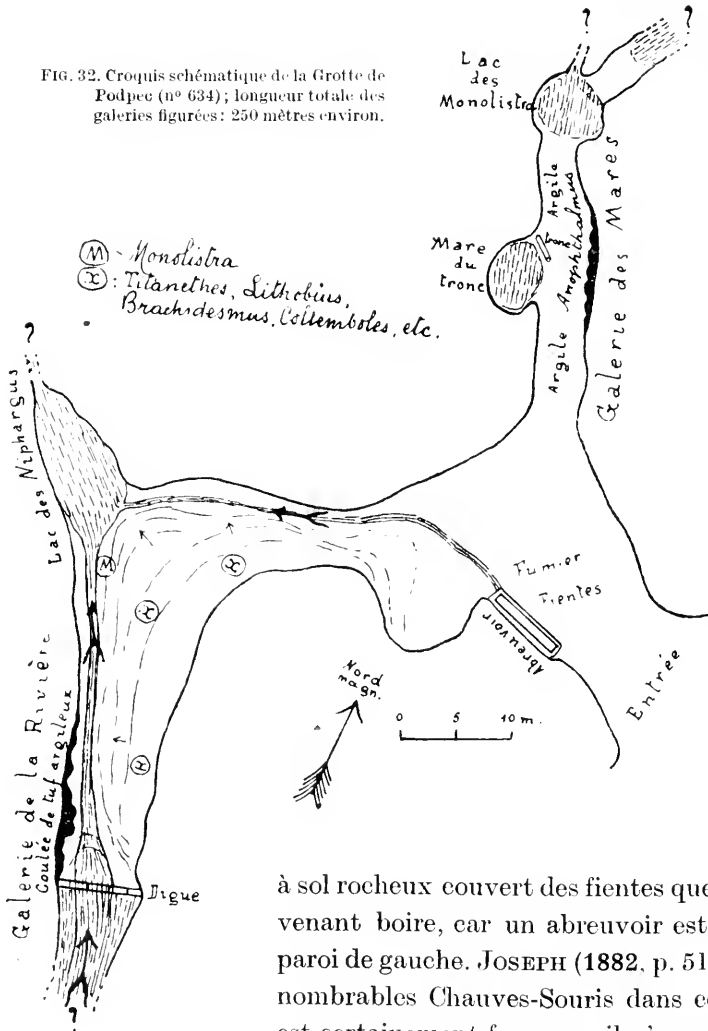 FIG. 32. Croquis schématique de la Grotte de
Podpec (nº 634); longueur totale des
galeries figurées: 250 mètres environ.
?
?
Lac
des
Monolistra
Argile
Anophthalmus
tronc
Argile
Galerie des Mares
Mare
du
tronc
M - Monolistra
x : Titanethes, Lithobius,
Brachidesmus, Collemboles, etc.
?
Lac des Niphargus
M
x
x
x
Fumier
Fientes
Abreuvoir
Entrée
Nord
magn.
0 5 10 m.
Galerie de la Rivière
Coulée de tuf argileux
Digue
?
à sol rocheux couvert des fientes que
venant boire, car un abreuvoir est
paroi de gauche. JOSEPH (1882, p. 51
nombrables Chauves-Souris dans c
est certainement